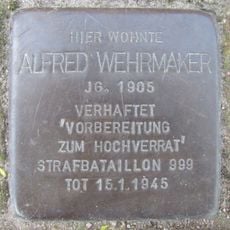 HIER WOHNTE
ALFRED WEHRMAKER
JG. 1905
VERHAFTET
'VORBEREITUNG
ZUM HOCHVERRAT'
STRAFBATAILLON 999
TOT 15.1.1945